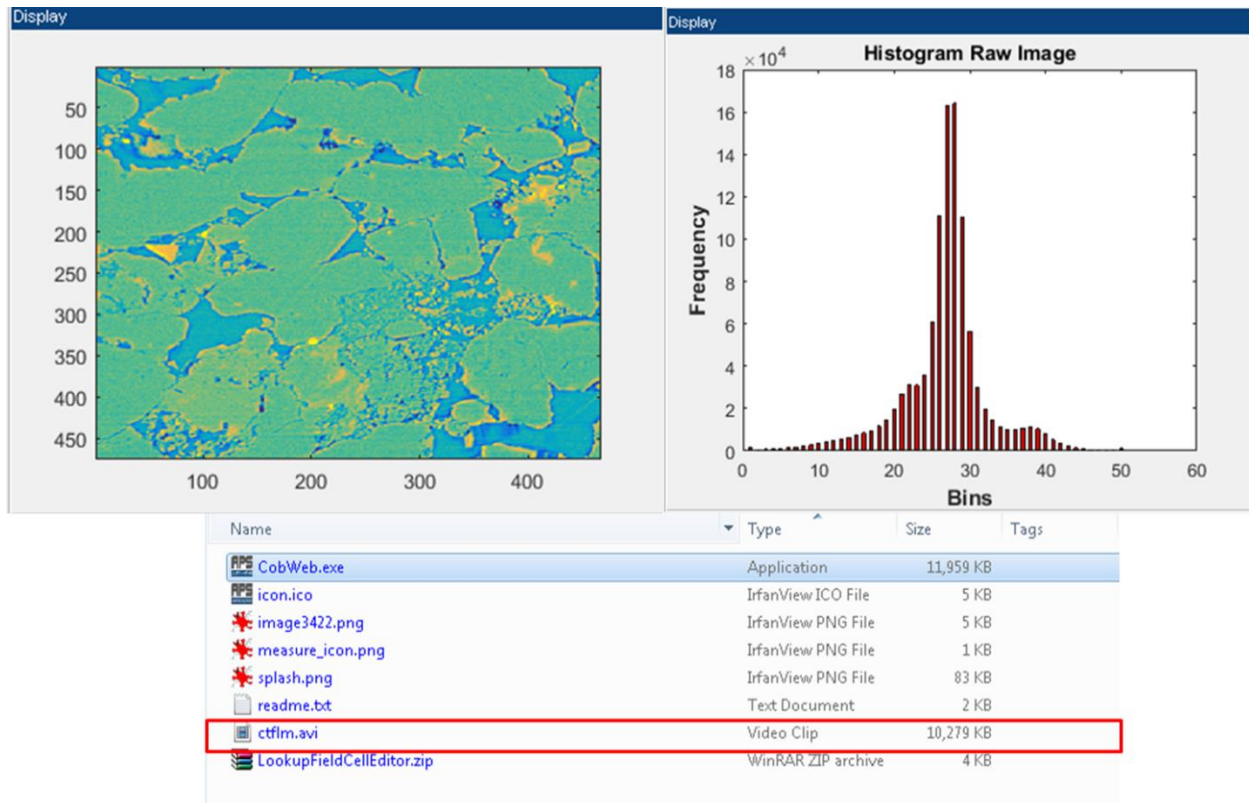 Display
50
100
150
200
250
300
350
400
450
100 200 300 400
Display
Histogram Raw Image
×10^4
18
16
14
12
10
8
6
4
2
0
Frequency
0 10 20 30 40 50 60
Bins
Name Type Size Tags
CobWeb.exe Application 11,959 KB
icon.ico IrfanView ICO File 5 KB
image3422.png IrfanView PNG File 5 KB
measure_icon.png IrfanView PNG File 1 KB
splash.png IrfanView PNG File 83 KB
readme.txt Text Document 2 KB
ctflm.avi Video Clip 10,279 KB
LookupFieldCellEditor.zip WinRAR ZIP archive 4 KB